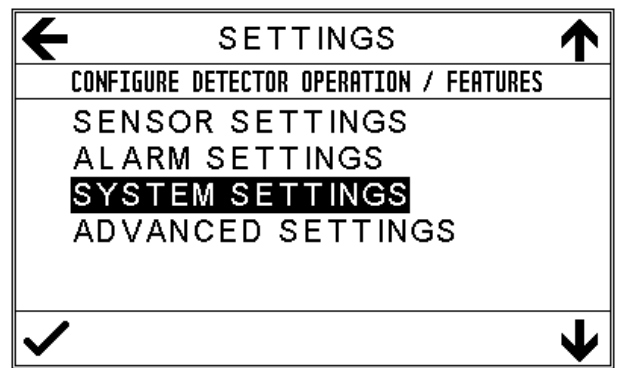 SETTINGS
CONFIGURE DETECTOR OPERATION / FEATURES
SENSOR SETTINGS
ALARM SETTINGS
SYSTEM SETTINGS
ADVANCED SETTINGS